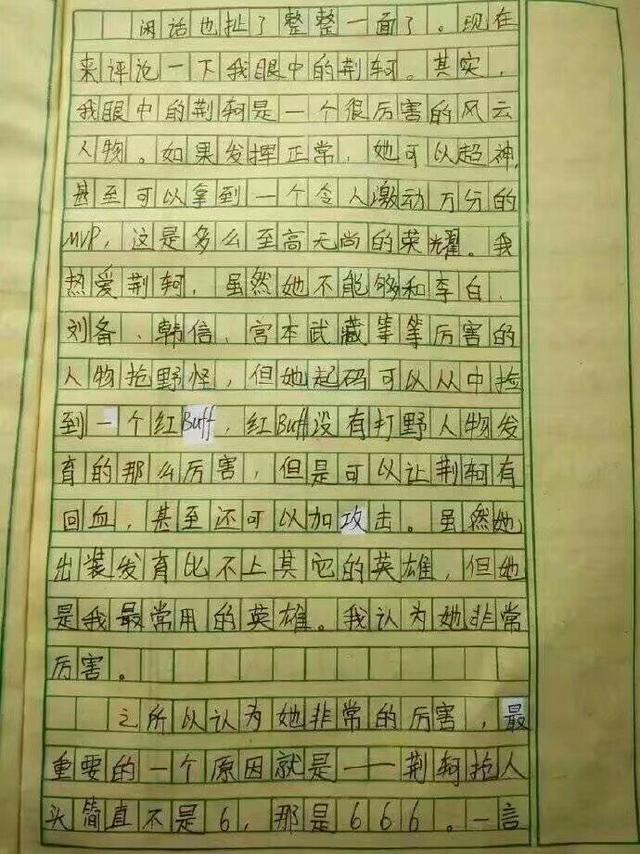 闲话也扯了整整一面了。现在
来评论一下我眼中的荆轲。其实，
我眼中的荆轲是一个很厉害的风云
人物。如果发挥正常，她可以超神，
甚至可以拿到一个令人激动万分的
MVP，这是多么至高无尚的荣耀。我
热爱荆轲，虽然她不能够和李白、
刘备、韩信、宫本武藏等等厉害的
人物抢野怪，但她起码可以从中捡
到一个红Buff，红Buff没有打野人物发
育的那么厉害，但是可以让荆轲有
回血，甚至还可以加攻击。虽然她
出装发育比不上其它的英雄，但她
是我最常用的英雄。我认为她非常
厉害。
之所以认为她非常的厉害，最
重要的一个原因就是——荆轲抢人
头简直不是6，那是666。一言